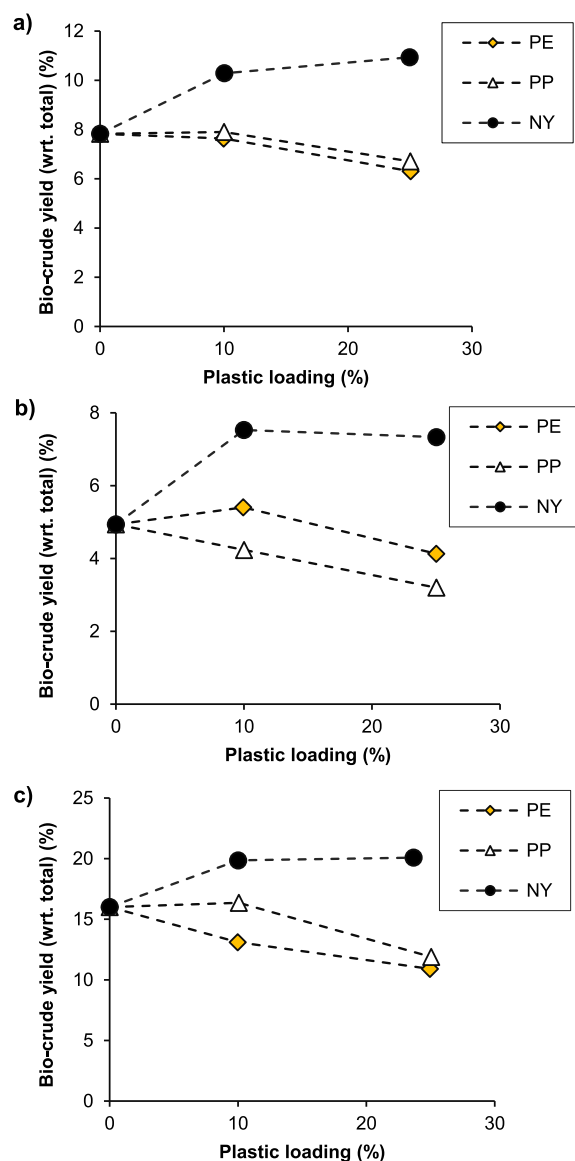 a)
Bio-crude yield (wrt. total) (%)
12
10
8
6
4
2
0
0 10 20 30
Plastic loading (%)
PE
PP
NY
b)
Bio-crude yield (wrt. total) (%)
8
6
4
2
0
0 10 20 30
Plastic loading (%)
PE
PP
NY
c)
Bio-crude yield (wrt. total) (%)
25
20
15
10
5
0
0 10 20 30
Plastic loading (%)
PE
PP
NY